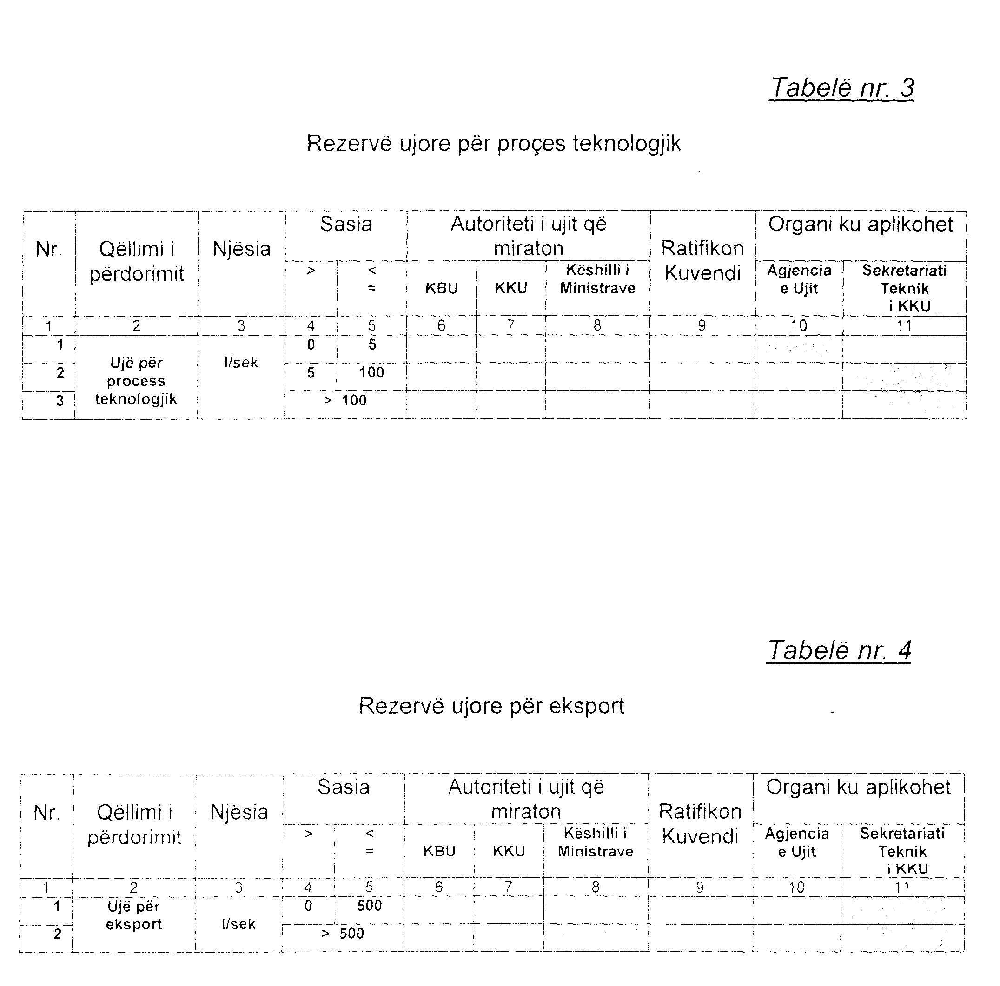 Tabelë nr. 3
Rezervë ujore për proçes teknologjik
Nr. Qëllimi i përdorimit Njësia Sasia Autoriteti i ujit që miraton Ratifikon Kuvendi Organi ku aplikohet
> < = KBU KKU Këshilli i Ministrave Agjencia e Ujit Sekretariati Teknik i KKU
1 2 3 4 5 6 7 8 9 10 11
1 Ujë për process teknologjik l/sek 0 5
2 5 100
3 > 100
Tabelë nr. 4
Rezervë ujore për eksport
Nr. Qëllimi i përdorimit Njësia Sasia Autoriteti i ujit që miraton Ratifikon Kuvendi Organi ku aplikohet
> < = KBU KKU Këshilli i Ministrave Agjencia e Ujit Sekretariati Teknik i KKU
1 2 3 4 5 6 7 8 9 10 11
1 Ujë për eksport l/sek 0 500
2 > 500